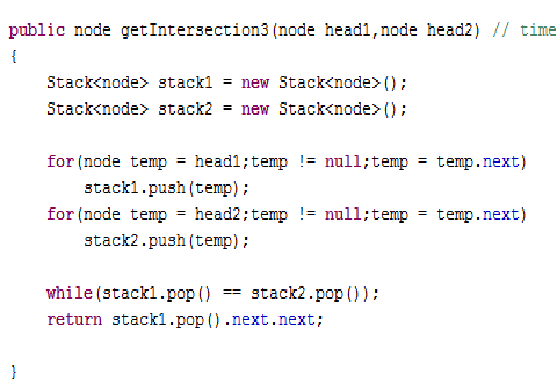 public node getIntersection3(node head1,node head2) // time
{
Stack<node> stack1 = new Stack<node>();
Stack<node> stack2 = new Stack<node>();
for(node temp = head1;temp != null;temp = temp.next)
stack1.push(temp);
for(node temp = head2;temp != null;temp = temp.next)
stack2.push(temp);
while(stack1.pop() == stack2.pop());
return stack1.pop().next.next;
}